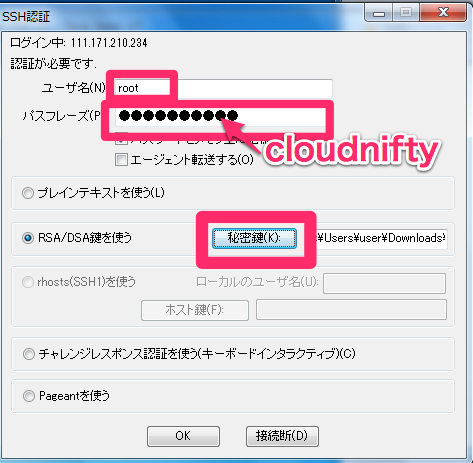 SSH認証
ログイン中: 111.171.210.234
認証が必要です.
ユーザ名(N)
root
パスフレーズ(P
●●●●●●●●●●
cloudnifty
エージェント転送する(O)
プレインテキストを使う(L)
RSA/DSA鍵を使う
秘密鍵(K):
¥Users¥user¥Downloads¥
rhosts(SSH1)を使う
ローカルのユーザ名(U):
ホスト鍵(F):
チャレンジレスポンス認証を使う(キーボードインタラクティブ)(C)
Pageantを使う
OK
接続断(D)